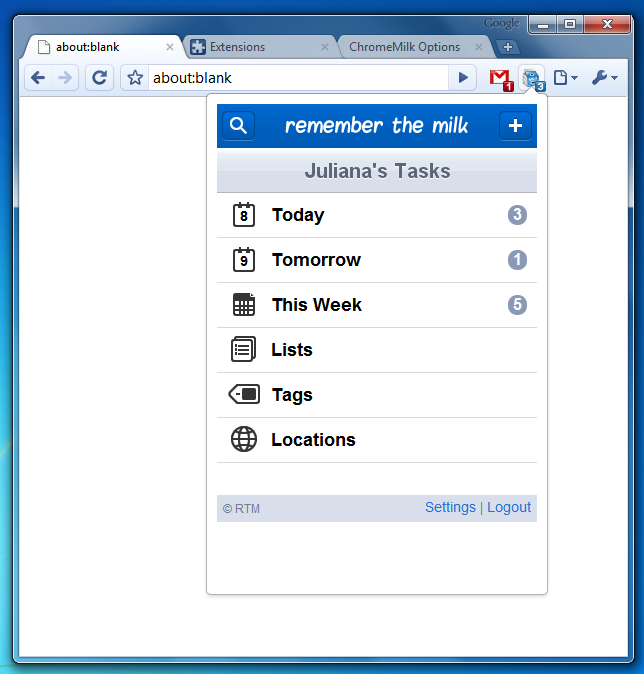 Google
about:blank
Extensions
ChromeMilk Options
about:blank
1
3
remember the milk
Juliana's Tasks
8 Today 3
9 Tomorrow 1
This Week 5
Lists
Tags
Locations
© RTM Settings | Logout